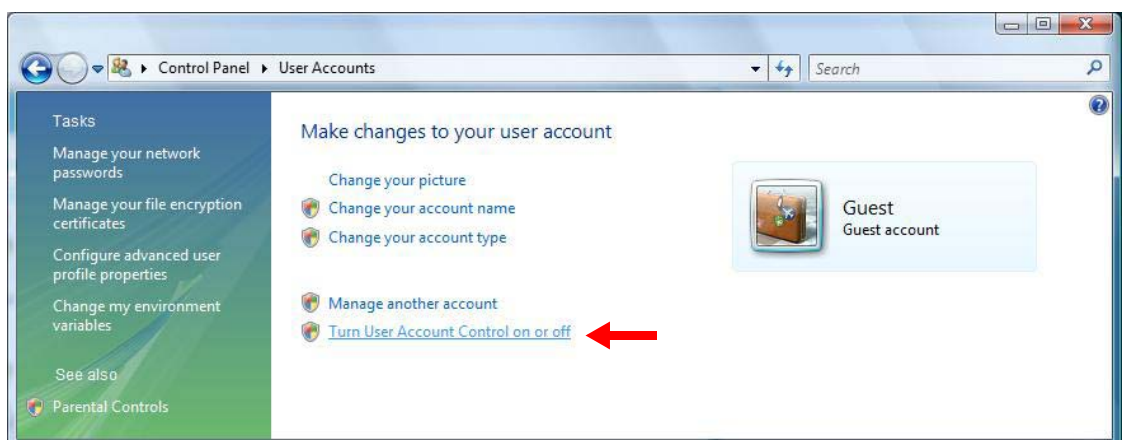 Control Panel User Accounts
Search
Tasks
Manage your network
passwords
Manage your file encryption
certificates
Configure advanced user
profile properties
Change my environment
variables
See also
Parental Controls
Make changes to your user account
Change your picture
Change your account name
Change your account type
Manage another account
Turn User Account Control on or off
Guest
Guest account